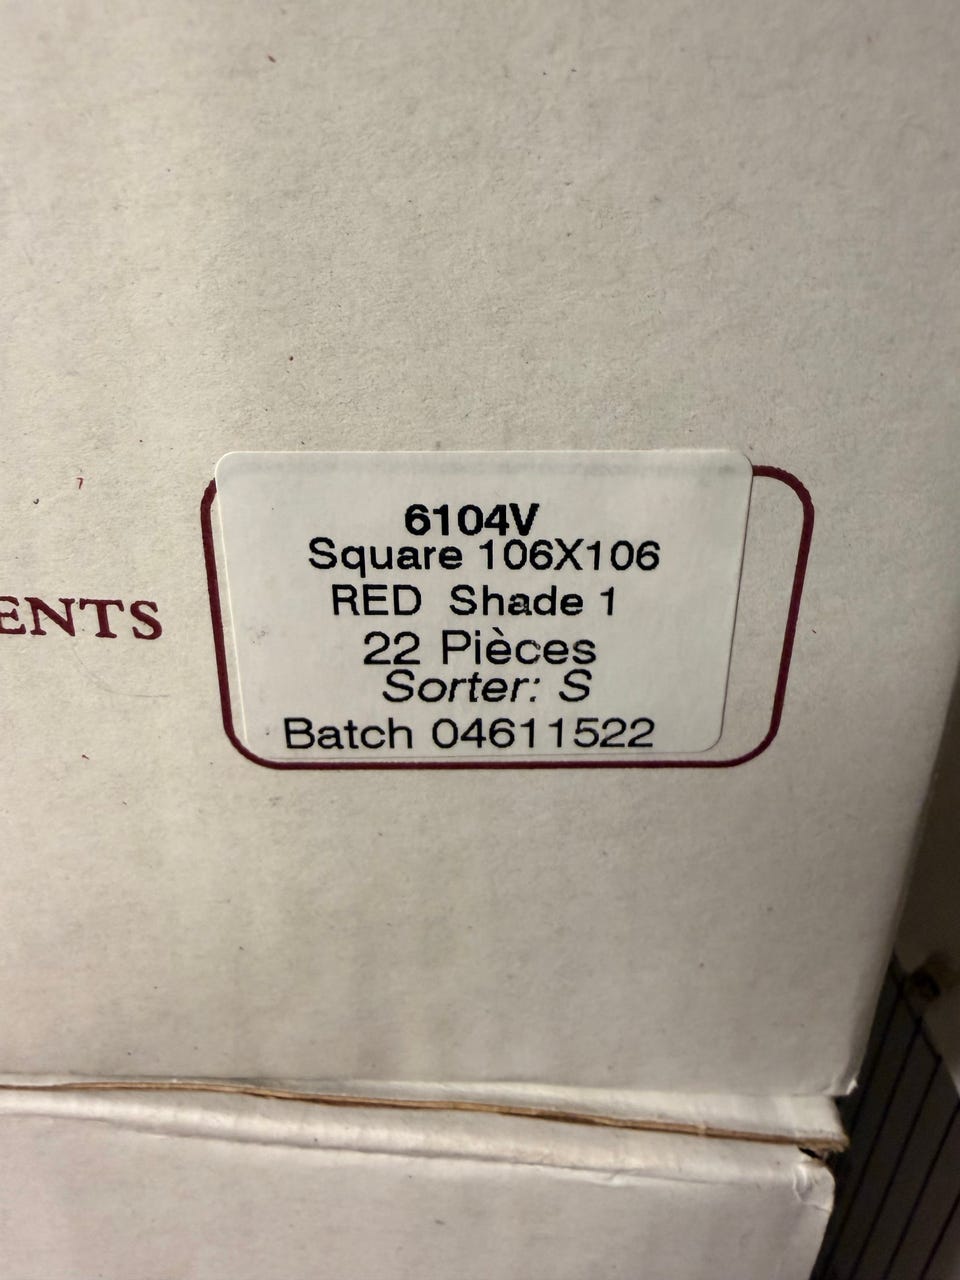 6104V
Square 106X106
RED Shade 1
ENTS
22 Pièces
Sorter: S
Batch 04611522